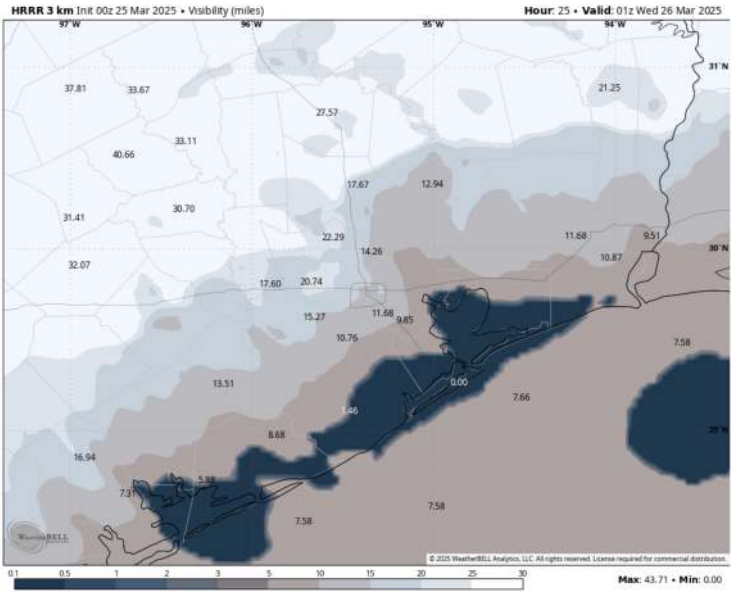 HRRR 3 km Init 00z 25 Mar 2025 • Visibility (miles) Hour: 25 • Valid: 01z Wed 26 Mar 2025
97°W 96°W 95°W 94°W
31°N
37.81 33.67 21.25
27.57
33.11
40.66
17.67 12.94
30.70
31.41
22.29 11.68 9.51
30°N
14.26 10.87
32.07
17.60 20.74
15.27 11.68 9.85
10.76 7.58
13.51 0.00
7.66
1.46
8.68 29°N
16.94
5.88
7.31
7.58
7.58
WeatherBELL
© 2025 WeatherBELL Analytics, LLC. All rights reserved. License required for commercial distribution.
0.1 0.5 1 2 3 5 10 15 20 25 30
Max: 43.71 • Min: 0.00